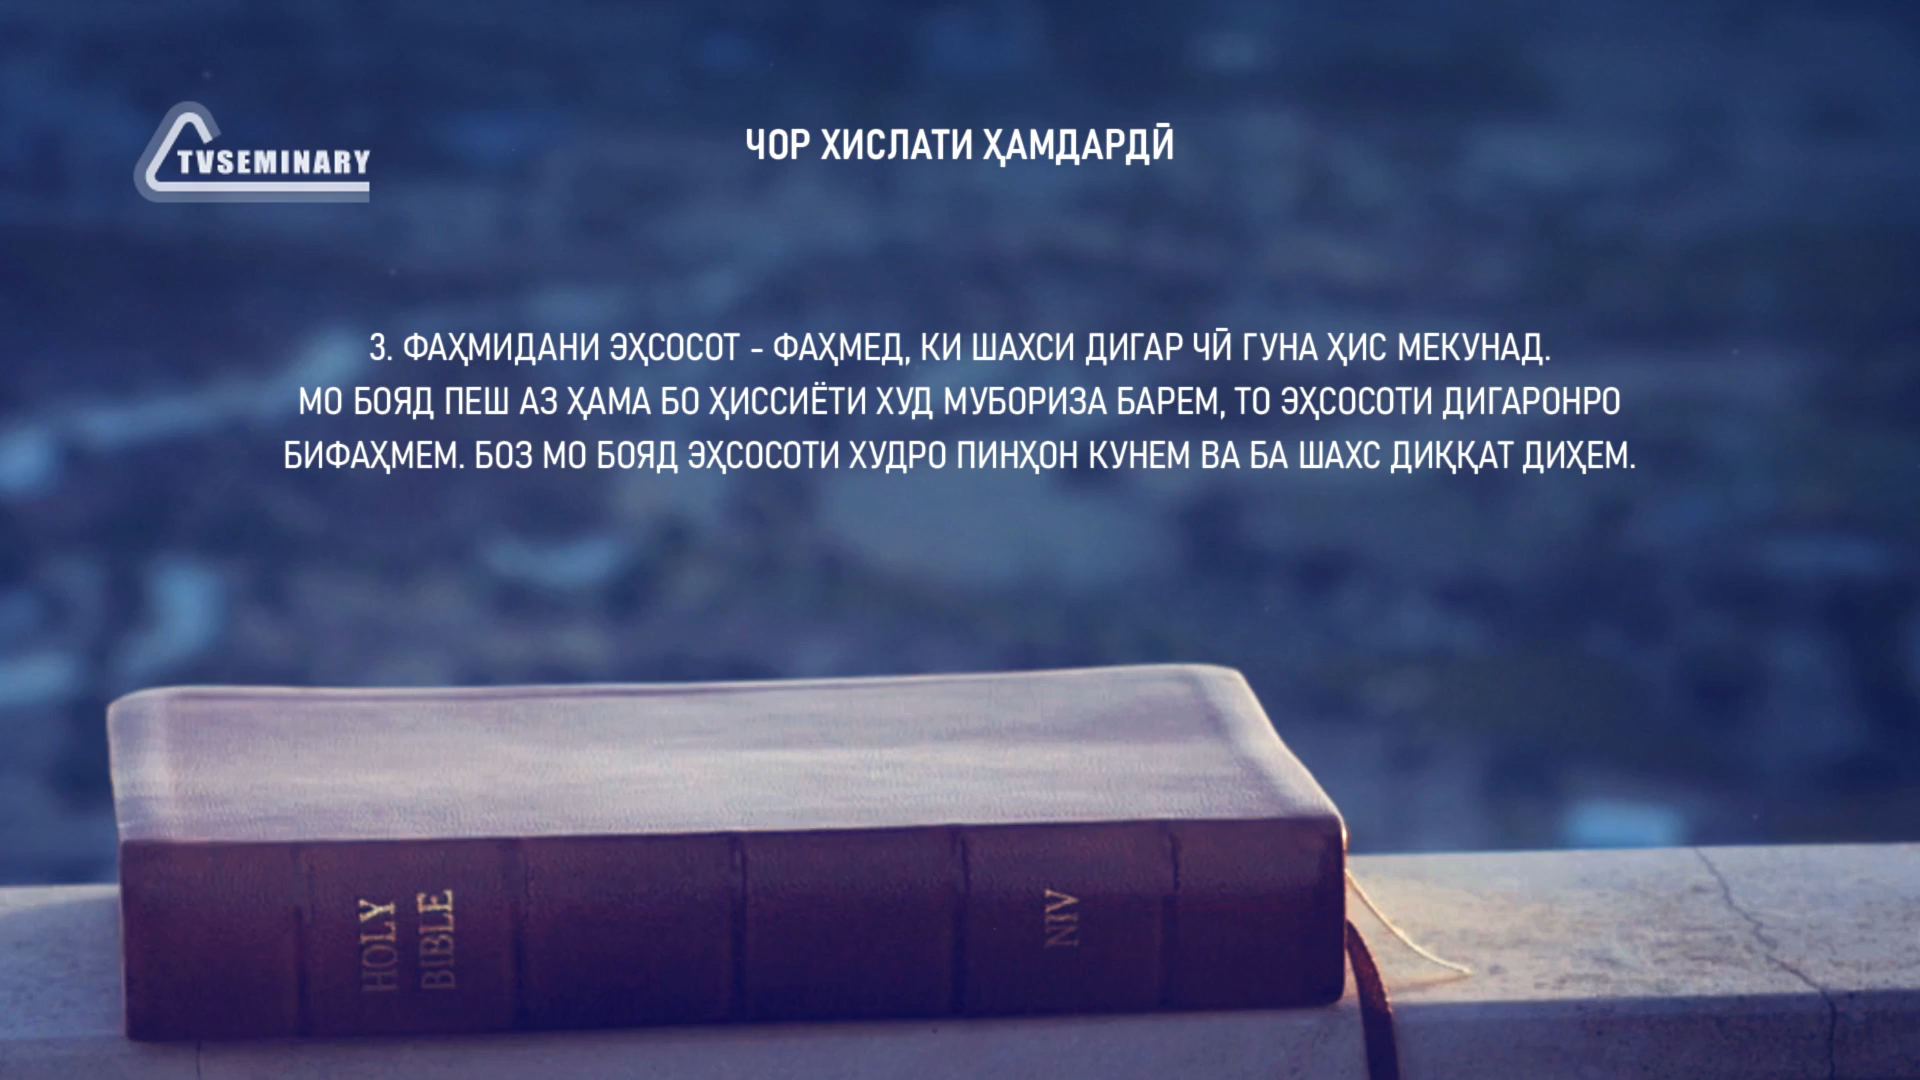 TVSEMINARY
ЧОР ХИСЛАТИ ҲАМДАРДӢ
3. ФАҲМИДАНИ ЭҲСОСОТ - ФАҲМЕД, КИ ШАХСИ ДИГАР ЧӢ ГУНА ҲИС МЕКУНАД.
МО БОЯД ПЕШ АЗ ҲАМА БО ҲИССИЁТИ ХУД МУБОРИЗА БАРЕМ, ТО ЭҲСОСОТИ ДИГАРОНРО
БИФАҲМЕМ. БОЗ МО БОЯД ЭҲСОСОТИ ХУДРО ПИНҲОН КУНЕМ ВА БА ШАХС ДИҚҚАТ ДИҲЕМ.
HOLY
BIBLE
NIV